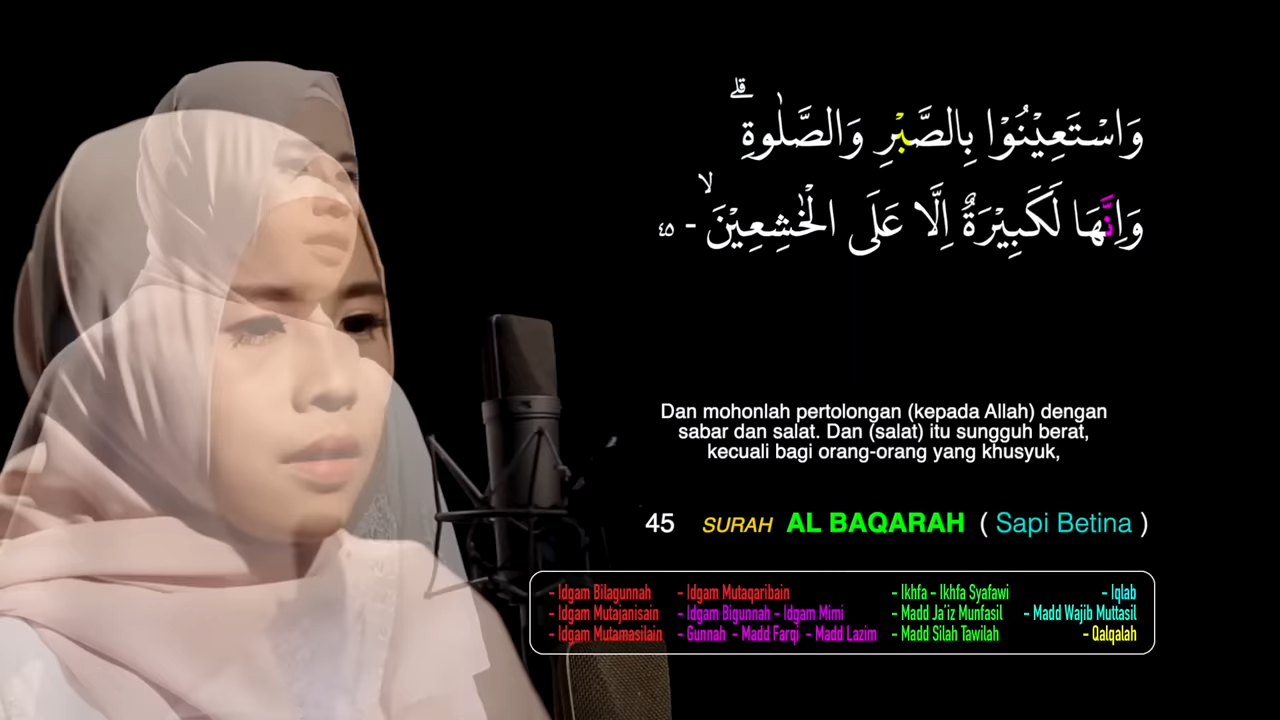 وَاسْتَعِيْنُوْا بِالصَّبْرِ وَالصَّلٰوةِ ۗ
وَاِنَّهَا لَكَبِيْرَةٌ اِلَّا عَلَى الْخٰشِعِيْنَ ۙ - ٤٥
Dan mohonlah pertolongan (kepada Allah) dengan
sabar dan salat. Dan (salat) itu sungguh berat,
kecuali bagi orang-orang yang khusyuk,
45 SURAH AL BAQARAH ( Sapi Betina )
- Idgam Bilagunnah - Idgam Mutaqaribain - Ikhfa - Ikhfa Syafawi - Iqlab
- Idgam Mutajanisain - Idgam Bigunnah - Idgam Mimi - Madd Ja'iz Munfasil - Madd Wajib Muttasil
- Idgam Mutamasilain - Gunnah - Madd Farqi - Madd Lazim - Madd Silah Tawilah - Qalqalah